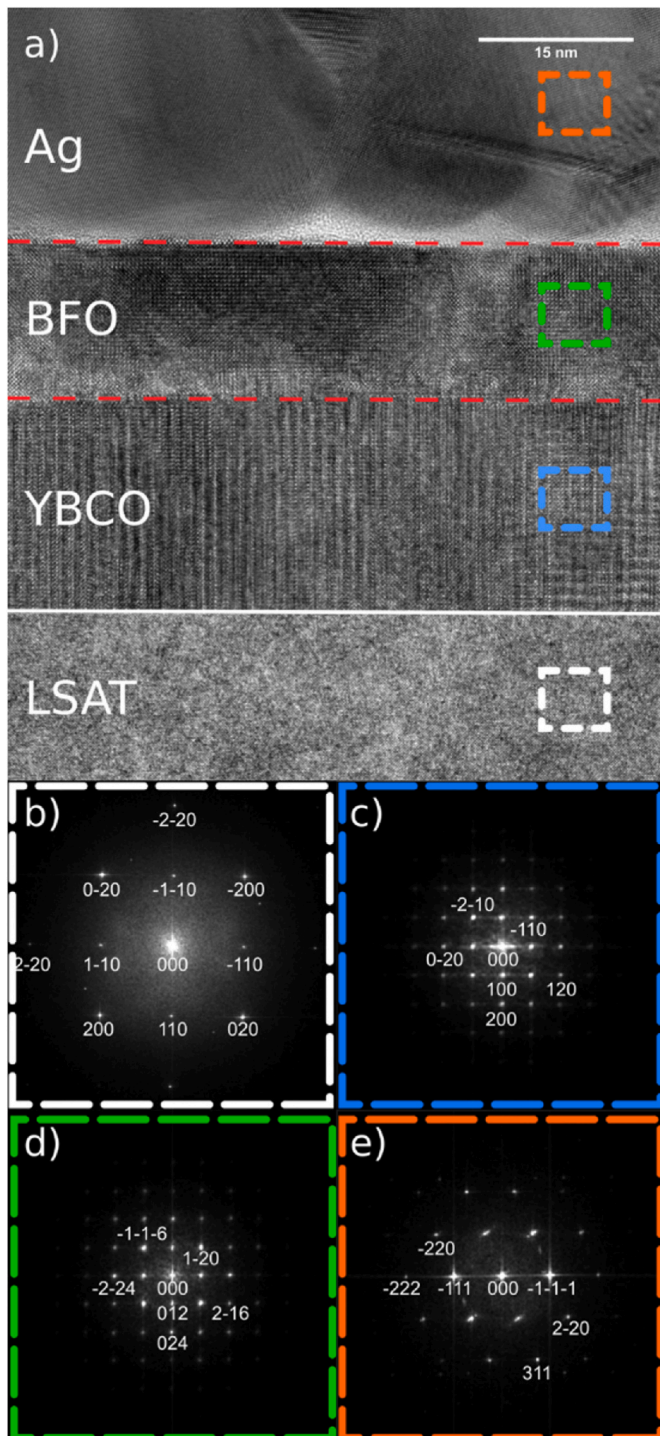 a)
15 nm
Ag
BFO
YBCO
LSAT
b)
-2-20
0-20 -1-10 -200
2-20 1-10 000 -110
200 110 020
c)
-2-10
-110
0-20 000
100 120
200
d)
-1-1-6
1-20
000
-2-24
012 2-16
024
e)
-220
-222 -111 000 -1-1-1
2-20
311